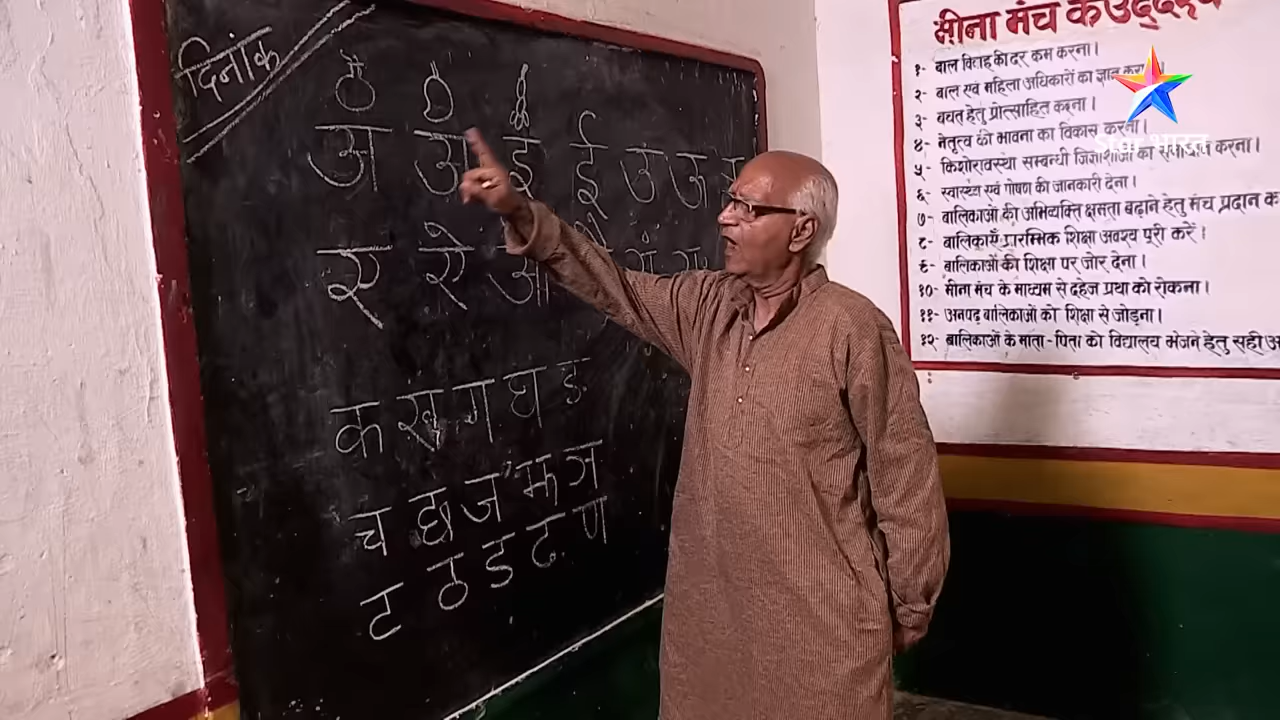 दिनांक
अ आ इ ई उ ऊ
ए ऐ ओ
क ख ग घ ङ
च छ ज झ ञ
ट ठ ड ढ ण
मीना मंच के उद्देश्य
१- बाल विवाह की दर कम करना।
२- बाल एवं महिला अधिकारों का ज्ञान
३- बचत हेतु प्रोत्साहित करना।
४- नेतृत्व की भावना का विकास करना।
५- किशोरावस्था सम्बन्धी जिज्ञाशाओं का समाधान करना।
६- स्वास्थ्य एवं पोषण की जानकारी देना।
७- बालिकाओं की अभिव्यक्ति क्षमता बढ़ाने हेतु मंच प्रदान क
८- बालिकाएँ प्रारम्भिक शिक्षा अवश्य पूरी करें।
९- बालिकाओं की शिक्षा पर जोर देना।
१०- मीना मंच के माध्यम से दहेज प्रथा को रोकना।
११- अनपढ़ बालिकाओं को शिक्षा से जोड़ना।
१२- बालिकाओं के माता-पिता को विद्यालय भेजने हेतु सही